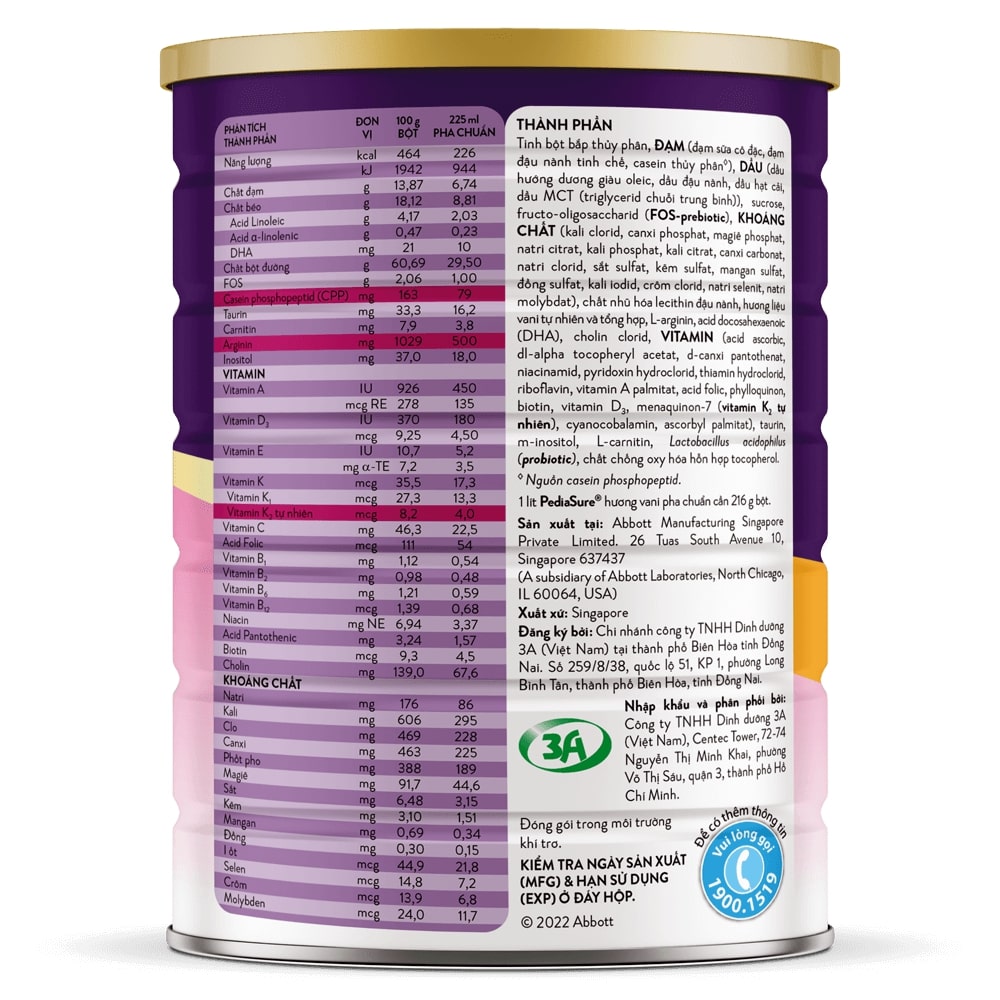 PHÂN TÍCH THÀNH PHẦN ĐƠN VỊ 100 g BỘT 225 ml PHA CHUẨN
Năng lượng kcal 464 226
kJ 1942 944
Chất đạm g 13,87 6,74
Chất béo g 18,12 8,81
Acid Linoleic g 4,17 2,03
Acid α-linolenic g 0,47 0,23
DHA mg 21 10
Chất bột đường g 60,69 29,50
FOS g 2,06 1,00
Casein phosphopeptid (CPP) mg 163 79
Taurin mg 33,3 16,2
Carnitin mg 7,9 3,8
Arginin mg 1029 500
Inositol mg 37,0 18,0
VITAMIN
Vitamin A IU 926 450
mcg RE 278 135
Vitamin D₃ IU 370 180
mcg 9,25 4,50
Vitamin E IU 10,7 5,2
mg α-TE 7,2 3,5
Vitamin K mcg 35,5 17,3
Vitamin K₁ mcg 27,3 13,3
Vitamin K₂ tự nhiên mcg 8,2 4,0
Vitamin C mg 46,3 22,5
Acid Folic mcg 111 54
Vitamin B₁ mg 1,12 0,54
Vitamin B₂ mg 0,98 0,48
Vitamin B₆ mg 1,21 0,59
Vitamin B₁₂ mcg 1,39 0,68
Niacin mg NE 6,94 3,37
Acid Pantothenic mg 3,24 1,57
Biotin mcg 9,3 4,5
Cholin mg 139,0 67,6
KHOÁNG CHẤT
Natri mg 176 86
Kali mg 606 295
Clo mg 469 228
Canxi mg 463 225
Phốt pho mg 388 189
Magiê mg 91,7 44,6
Sắt mg 6,48 3,15
Kẽm mg 3,10 1,51
Mangan mg 0,69 0,34
Đồng mg 0,30 0,15
I ốt mcg 44,9 21,8
Selen mcg 14,8 7,2
Crôm mcg 13,9 6,8
Molybden mcg 24,0 11,7
THÀNH PHẦN
Tinh bột bắp thủy phân, ĐẠM (đạm sữa cô đặc, đạm
đậu nành tinh chế, casein thủy phân◊), DẦU (dầu
hướng dương giàu oleic, dầu đậu nành, dầu hạt cải,
dầu MCT (triglycerid chuỗi trung bình)), sucrose,
fructo-oligosaccharid (FOS-prebiotic), KHOÁNG
CHẤT (kali clorid, canxi phosphat, magiê phosphat,
natri citrat, kali phosphat, kali citrat, canxi carbonat,
natri clorid, sắt sulfat, kẽm sulfat, mangan sulfat,
đồng sulfat, kali iodid, crôm clorid, natri selenit, natri
molybdat), chất nhũ hóa lecithin đậu nành, hương liệu
vani tự nhiên và tổng hợp, L-arginin, acid docosahexaenoic
(DHA), cholin clorid, VITAMIN (acid ascorbic,
dl-alpha tocopheryl acetat, d-canxi pantothenat,
niacinamid, pyridoxin hydroclorid, thiamin hydroclorid,
riboflavin, vitamin A palmitat, acid folic, phylloquinon,
biotin, vitamin D₃, menaquinon-7 (vitamin K₂ tự
nhiên), cyanocobalamin, ascorbyl palmitat), taurin,
m-inositol, L-carnitin, Lactobacillus acidophilus
(probiotic), chất chống oxy hóa hỗn hợp tocopherol.
◊ Nguồn casein phosphopeptid.
1 lít PediaSure® hương vani pha chuẩn cần 216 g bột.
Sản xuất tại: Abbott Manufacturing Singapore
Private Limited. 26 Tuas South Avenue 10,
Singapore 637437
(A subsidiary of Abbott Laboratories, North Chicago,
IL 60064, USA)
Xuất xứ: Singapore
Đăng ký bởi: Chi nhánh công ty TNHH Dinh dưỡng
3A (Việt Nam) tại thành phố Biên Hòa tỉnh Đồng
Nai. Số 259/8/38, quốc lộ 51, KP 1, phường Long
Bình Tân, thành phố Biên Hòa, tỉnh Đồng Nai.
Nhập khẩu và phân phối bởi:
Công ty TNHH Dinh dưỡng 3A
(Việt Nam), Centec Tower, 72-74
Nguyễn Thị Minh Khai, phường
Võ Thị Sáu, quận 3, thành phố Hồ
Chí Minh.
3A
Đóng gói trong môi trường
khí trơ.
KIỂM TRA NGÀY SẢN XUẤT
(MFG) & HẠN SỬ DỤNG
(EXP) Ở ĐÁY HỘP.
© 2022 Abbott
Để có thêm thông tin
Vui lòng gọi
1900.1519